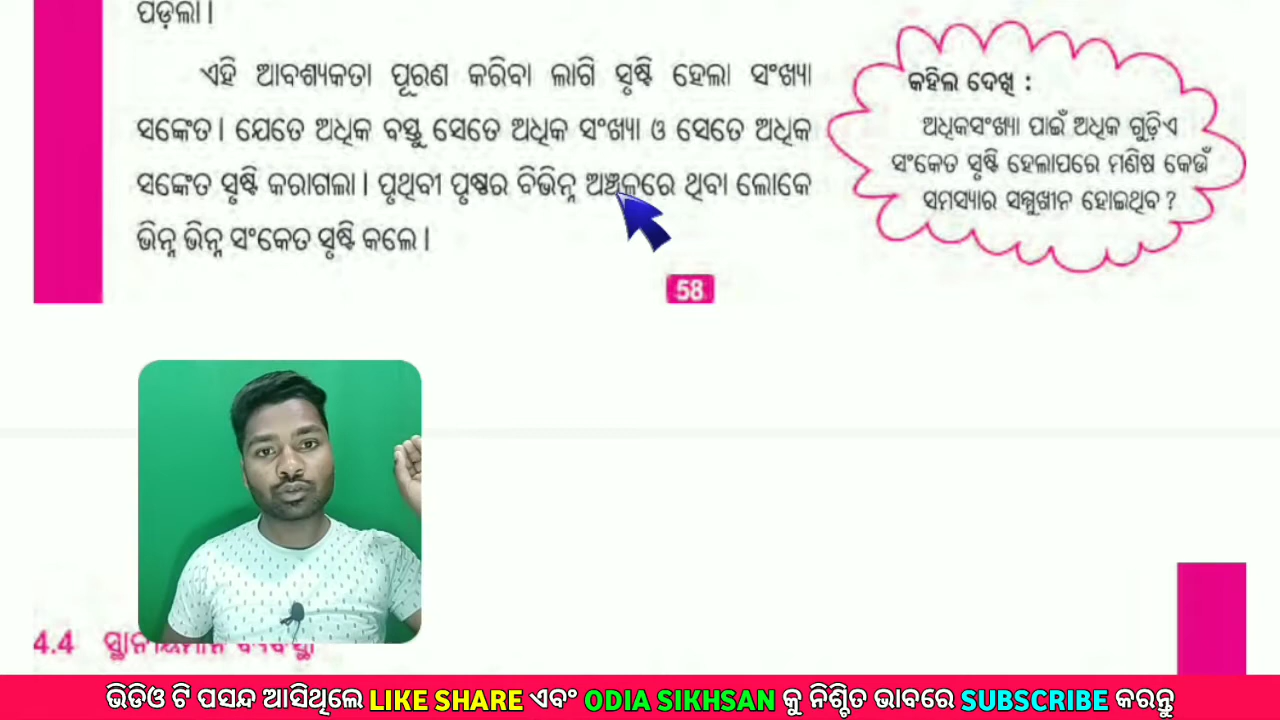 ପଡ଼ିଲା ।
ଏହି ଆବଶ୍ୟକତା ପୂରଣ କରିବା ଲାଗି ସୃଷ୍ଟି ହେଲା ସଂଖ୍ୟା
ସଙ୍କେତ । ଯେତେ ଅଧିକ ବସ୍ତୁ ସେତେ ଅଧିକ ସଂଖ୍ୟା ଓ ସେତେ ଅଧିକ
ସଙ୍କେତ ସୃଷ୍ଟି କରାଗଲା । ପୃଥିବୀ ପୃଷ୍ଠର ବିଭିନ୍ନ ଅଞ୍ଚଳରେ ଥିବା ଲୋକେ
ଭିନ୍ନ ଭିନ୍ନ ସଂକେତ ସୃଷ୍ଟି କଲେ ।
58
କହିଲ ଦେଖି :
ଅଧିକସଂଖ୍ୟା ପାଇଁ ଅଧିକ ଗୁଡ଼ିଏ
ସଂକେତ ସୃଷ୍ଟି ହେଲାପରେ ମଣିଷ କେଉଁ
ସମସ୍ୟାର ସମ୍ମୁଖୀନ ହୋଇଥିବ ?
4.4 ସ୍ଥାନୀୟମାନ ବ୍ୟବସ୍ଥା
ଭିଡିଓ ଟି ପସନ୍ଦ ଆସିଥିଲେ LIKE SHARE ଏବଂ ODIA SIKHSAN କୁ ନିଶ୍ଚିତ ଭାବରେ SUBSCRIBE କରନ୍ତୁ